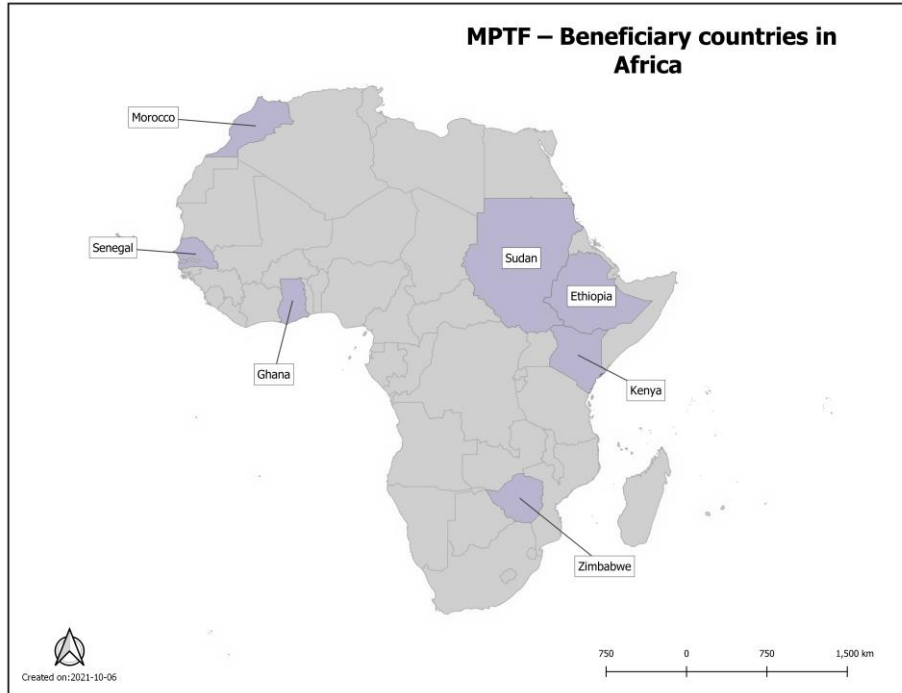 MPTF – Beneficiary countries in
Africa
Morocco
Senegal
Sudan
Ethiopia
Ghana
Kenya
Zimbabwe
750 0 750 1,500 km
Created on:2021-10-06